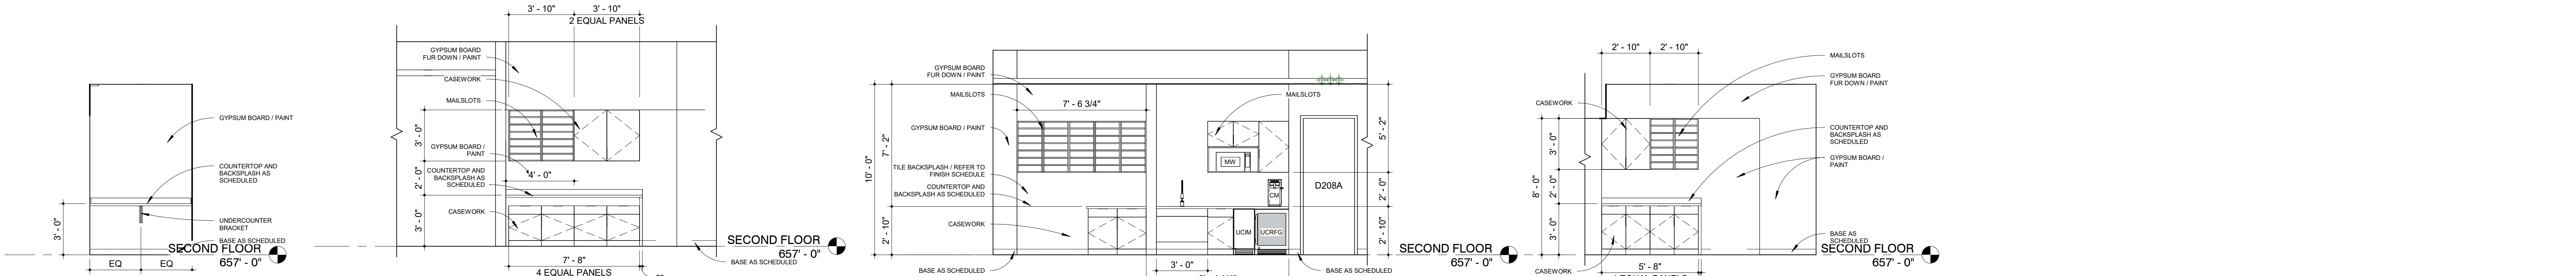 GYPSUM BOARD / PAINT
COUNTERTOP AND
BACKSPLASH AS
SCHEDULED
UNDERCOUNTER
BRACKET
BASE AS SCHEDULED
3' - 0"
EQ
EQ
SECOND FLOOR
657' - 0"
3' - 10"
3' - 10"
2 EQUAL PANELS
GYPSUM BOARD
FUR DOWN / PAINT
CASEWORK
MAILSLOTS
GYPSUM BOARD /
PAINT
COUNTERTOP AND
BACKSPLASH AS
SCHEDULED
CASEWORK
3' - 0"
2' - 0"
3' - 0"
4' - 0"
7' - 8"
4 EQUAL PANELS
BASE AS SCHEDULED
SECOND FLOOR
657' - 0"
GYPSUM BOARD
FUR DOWN / PAINT
MAILSLOTS
GYPSUM BOARD / PAINT
TILE BACKSPLASH / REFER TO
FINISH SCHEDULE
COUNTERTOP AND
BACKSPLASH AS SCHEDULED
CASEWORK
BASE AS SCHEDULED
10' - 0"
7' - 2"
2' - 10"
7' - 6 3/4"
MAILSLOTS
MW
CM
UCIM
UCRFG
D208A
5' - 2"
2' - 0"
2' - 10"
3' - 0"
BASE AS SCHEDULED
SECOND FLOOR
657' - 0"
2' - 10"
2' - 10"
MAILSLOTS
GYPSUM BOARD
FUR DOWN / PAINT
CASEWORK
COUNTERTOP AND
BACKSPLASH AS
SCHEDULED
GYPSUM BOARD /
PAINT
8' - 0"
3' - 0"
2' - 0"
3' - 0"
BASE AS
SCHEDULED
CASEWORK
5' - 8"
SECOND FLOOR
657' - 0"